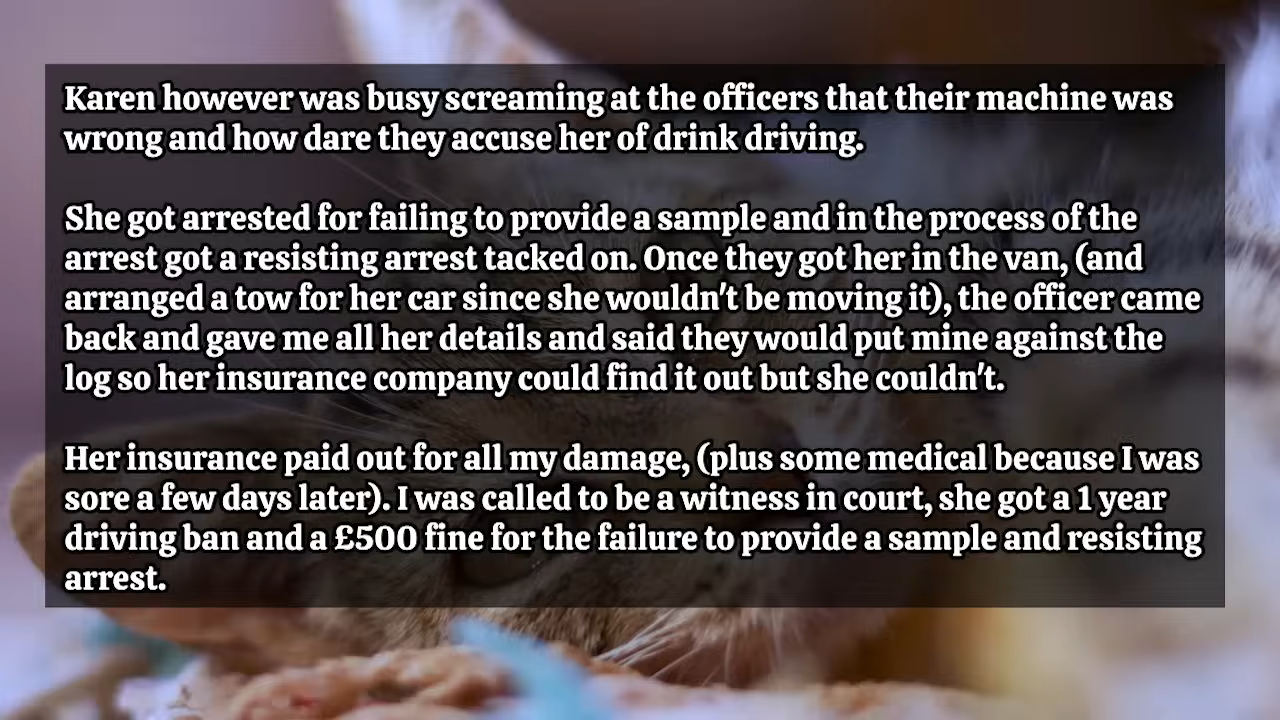 Karen however was busy screaming at the officers that their machine was
wrong and how dare they accuse her of drink driving.
She got arrested for failing to provide a sample and in the process of the
arrest got a resisting arrest tacked on. Once they got her in the van, (and
arranged a tow for her car since she wouldn't be moving it), the officer came
back and gave me all her details and said they would put mine against the
log so her insurance company could find it out but she couldn't.
Her insurance paid out for all my damage, (plus some medical because I was
sore a few days later). I was called to be a witness in court, she got a 1 year
driving ban and a £500 fine for the failure to provide a sample and resisting
arrest.